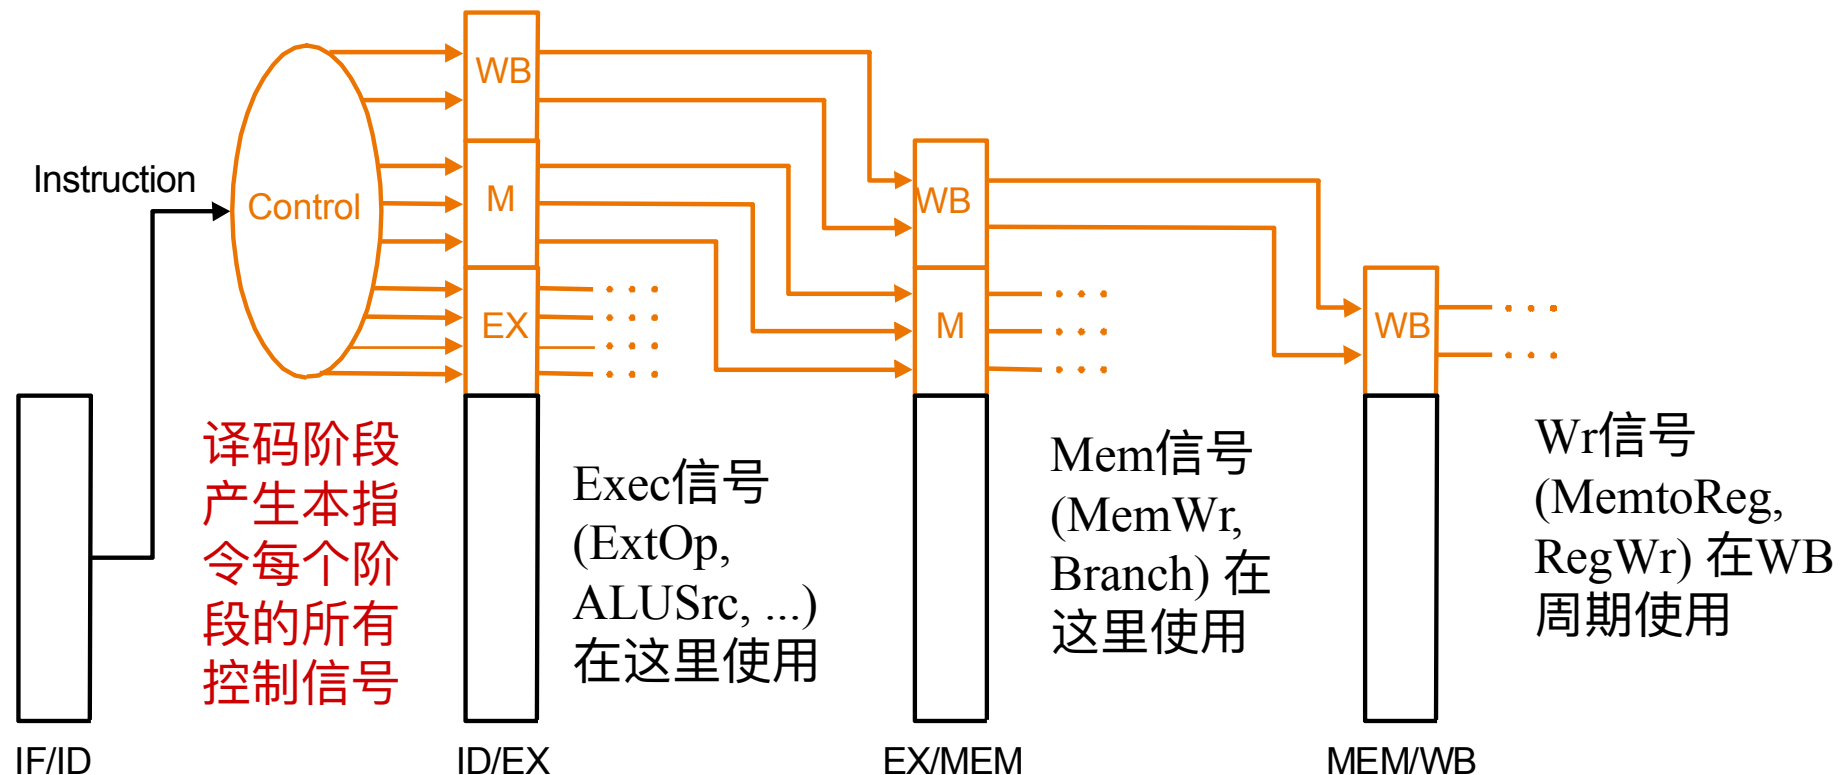 WB
M
EX
Instruction
Control
WB
M
WB
译码阶段
产生本指
令每个阶
段的所有
控制信号
Exec信号
(ExtOp,
ALUSrc, ...)
在这里使用
Mem信号
(MemWr,
Branch) 在
这里使用
Wr信号
(MemtoReg,
RegWr) 在WB
周期使用
IF/ID
ID/EX
EX/MEM
MEM/WB